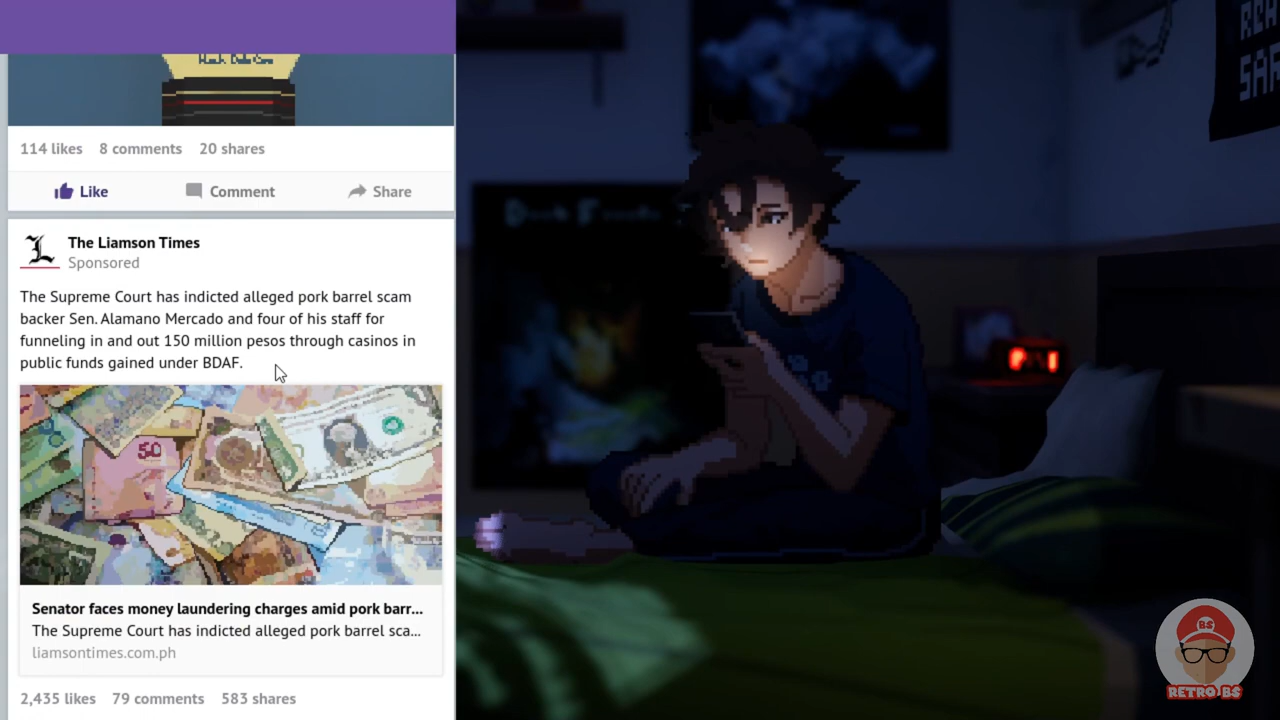 114 likes 8 comments 20 shares
Like Comment Share
The Liamson Times
Sponsored
The Supreme Court has indicted alleged pork barrel scam
backer Sen. Alamano Mercado and four of his staff for
funneling in and out 150 million pesos through casinos in
public funds gained under BDAF.
50
Senator faces money laundering charges amid pork barr...
The Supreme Court has indicted alleged pork barrel sca...
liamsontimes.com.ph
2,435 likes 79 comments 583 shares
BS
RETRO BS